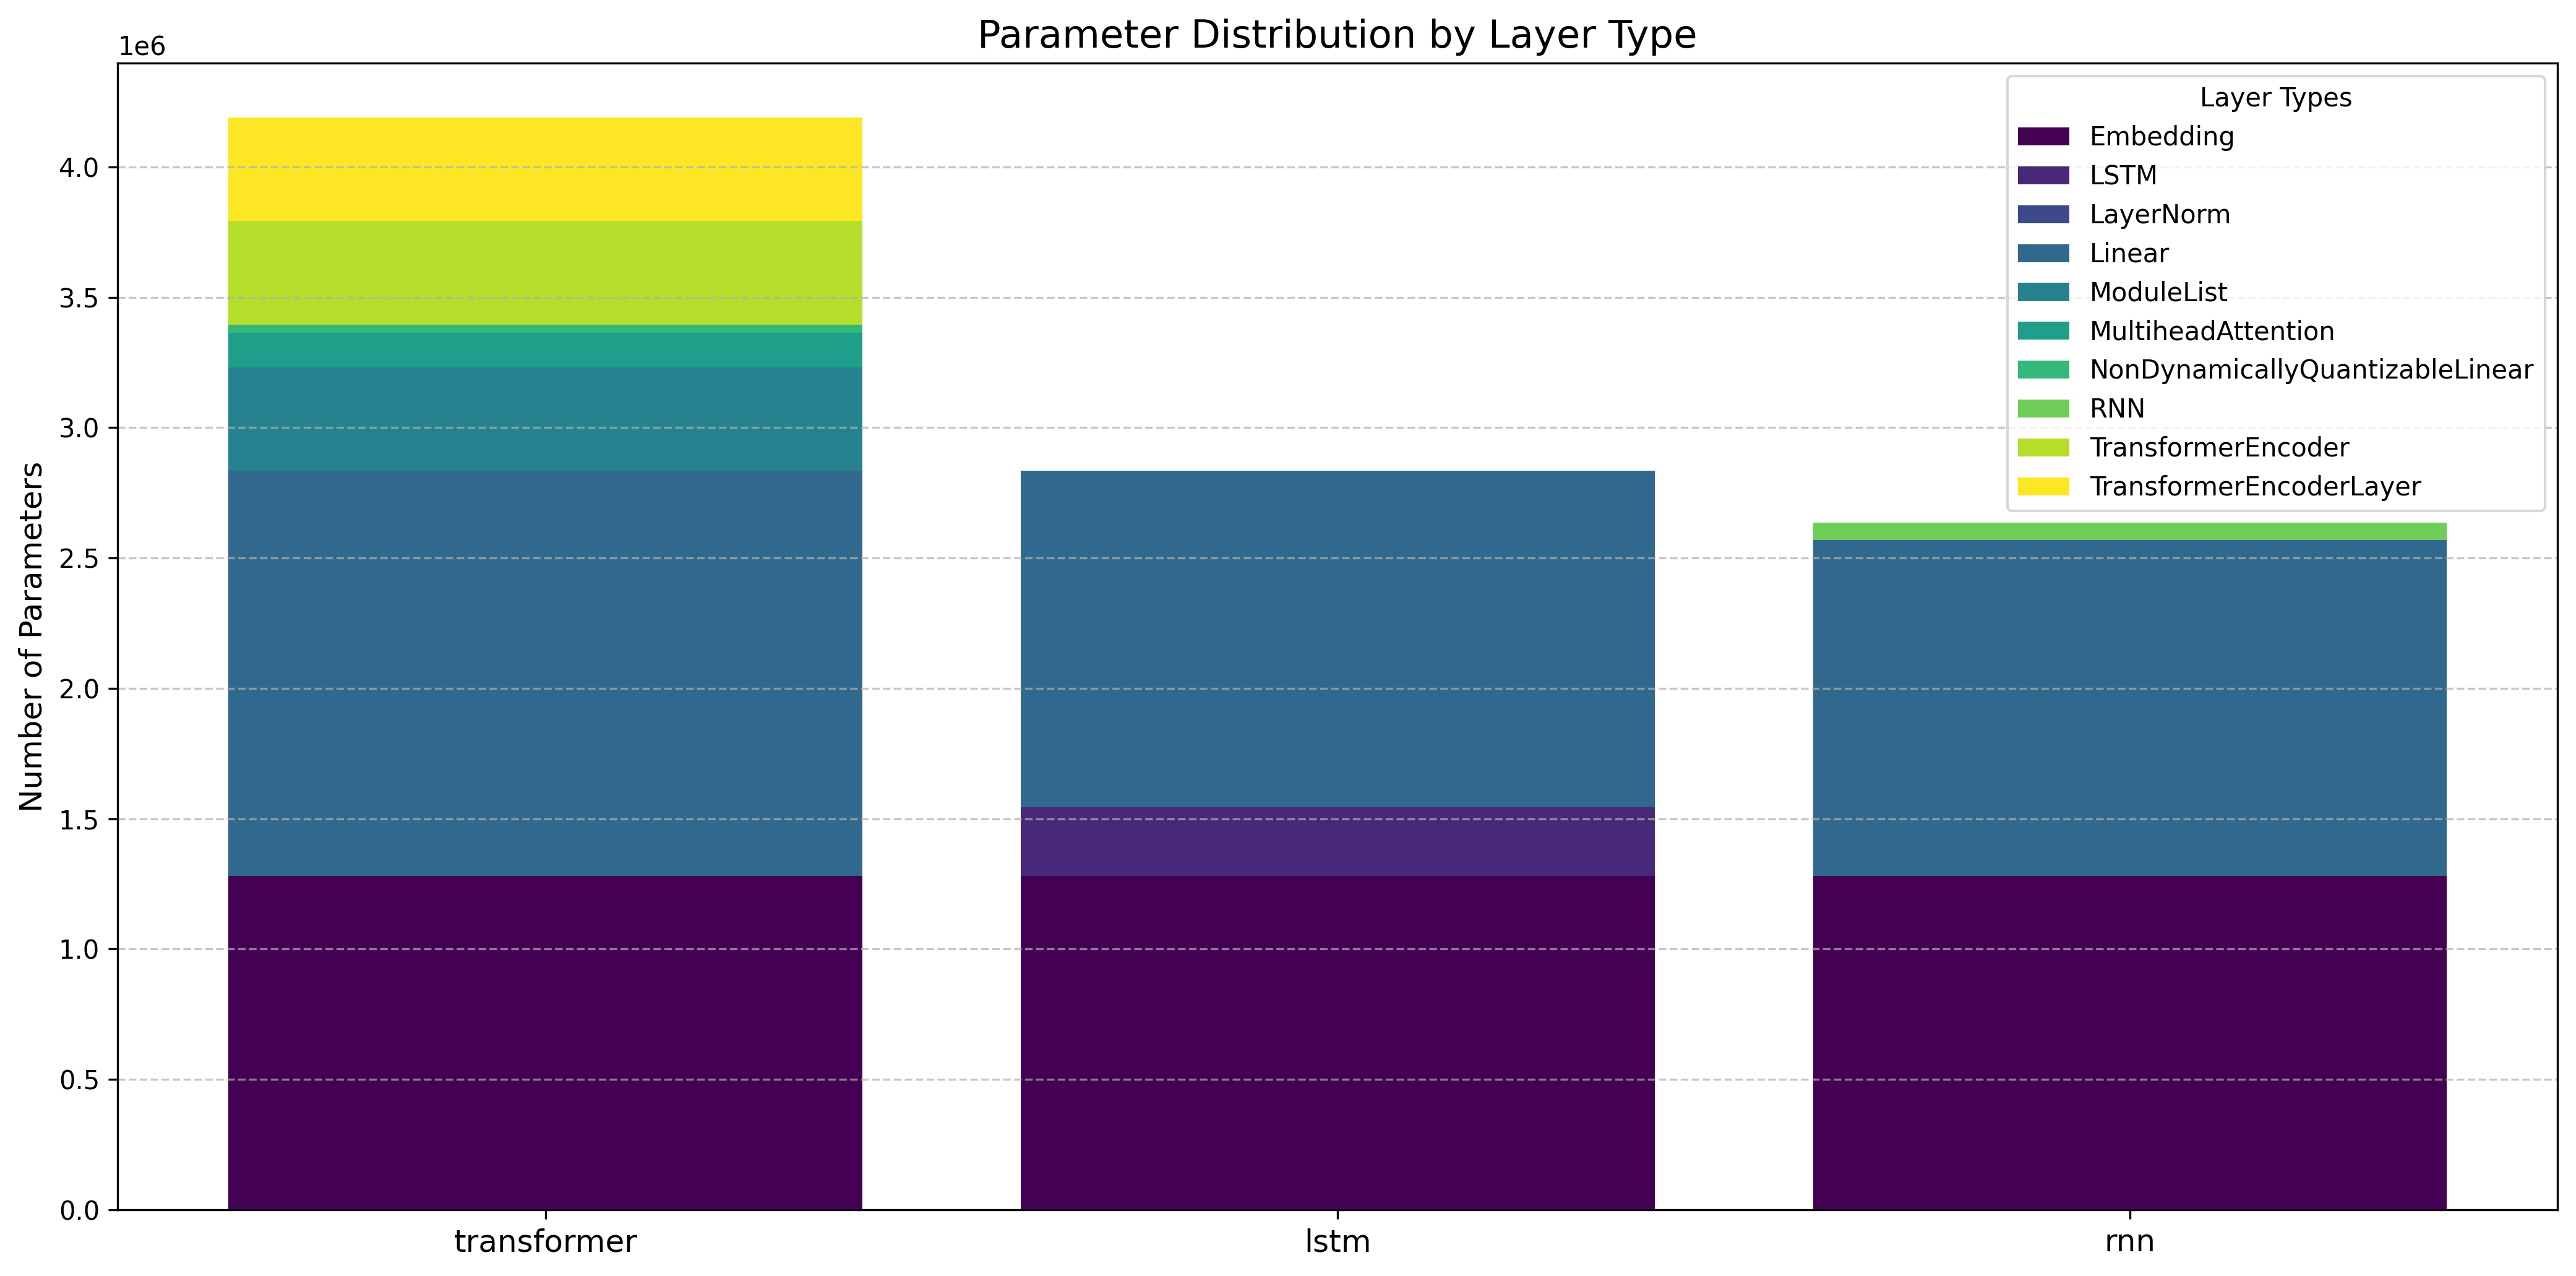 Parameter Distribution by Layer Type
1e6
Number of Parameters
4.0
3.5
3.0
2.5
2.0
1.5
1.0
0.5
0.0
transformer
lstm
rnn
Layer Types
Embedding
LSTM
LayerNorm
Linear
ModuleList
MultiheadAttention
NonDynamicallyQuantizableLinear
RNN
TransformerEncoder
TransformerEncoderLayer